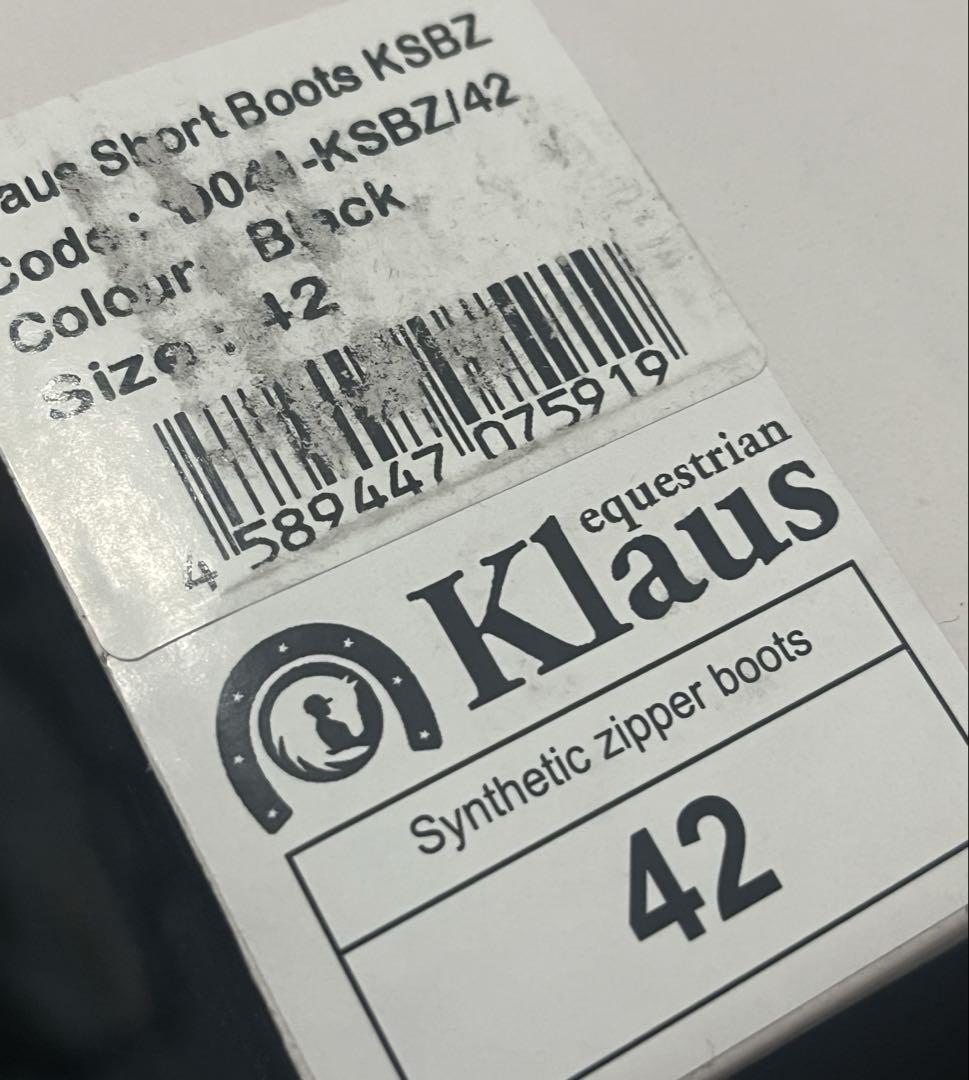 Short Boots KSBZ
Code : -KSBZ/42
Colour Black
Size : 42
4 589447 075919
equestrian
Klaus
Synthetic zipper boots
42